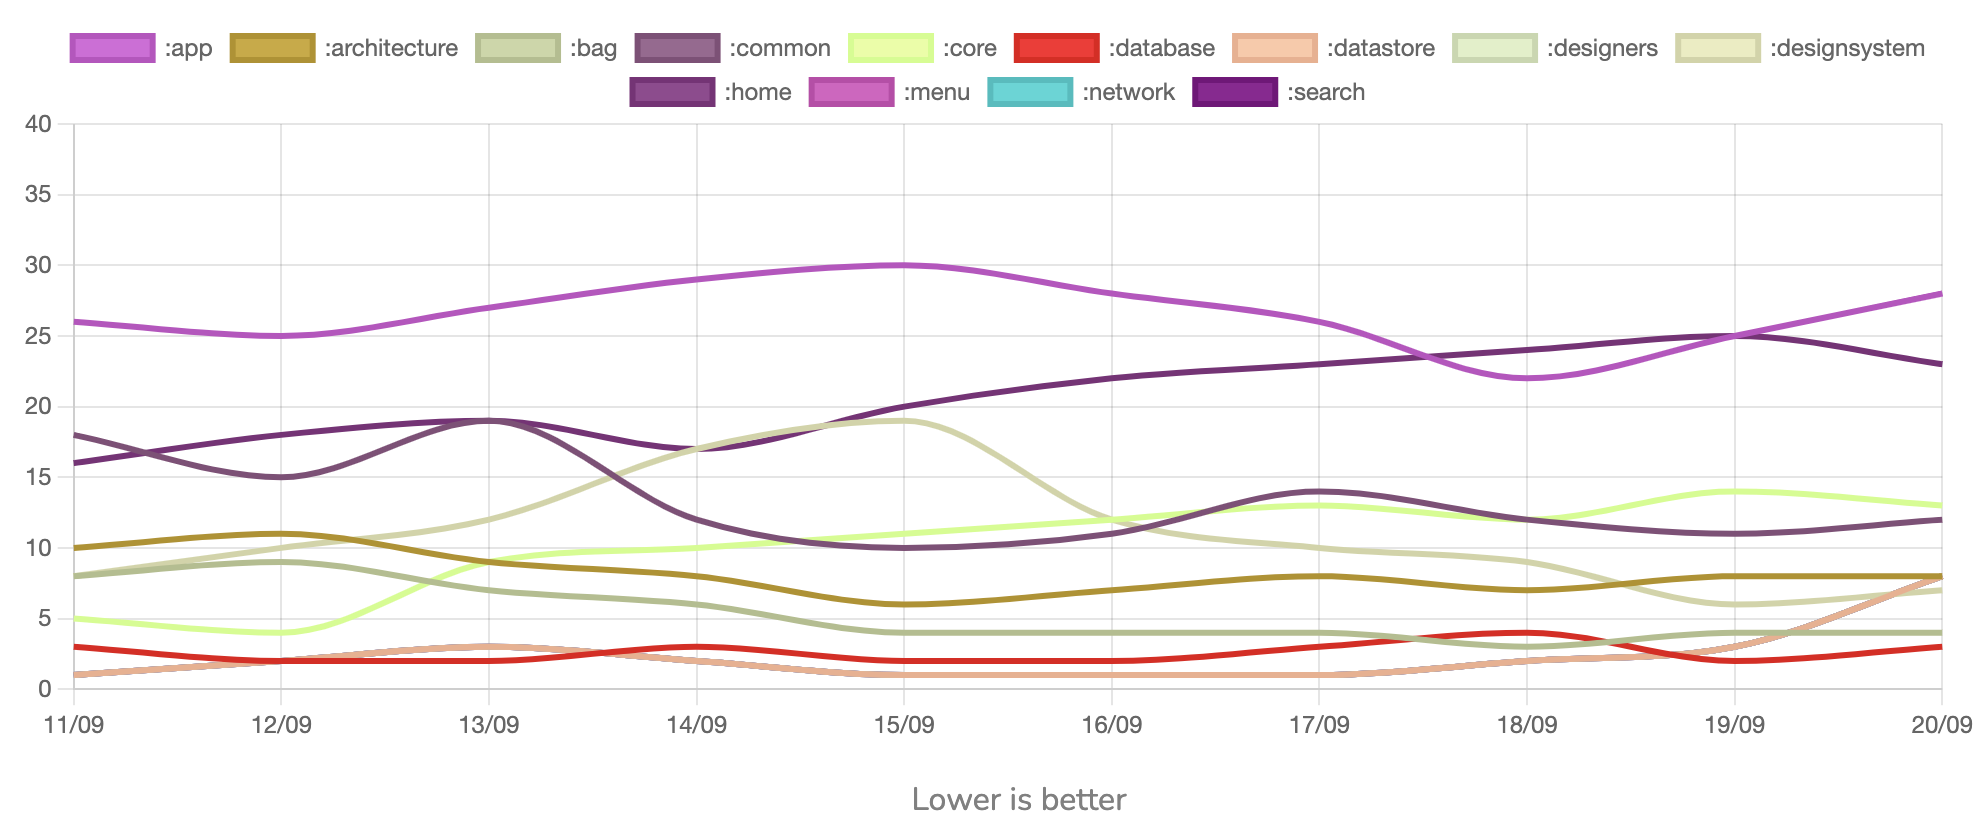 :app :architecture :bag :common :core :database :datastore :designers :designsystem
:home :menu :network :search
40
35
30
25
20
15
10
5
0
11/09 12/09 13/09 14/09 15/09 16/09 17/09 18/09 19/09 20/09
Lower is better